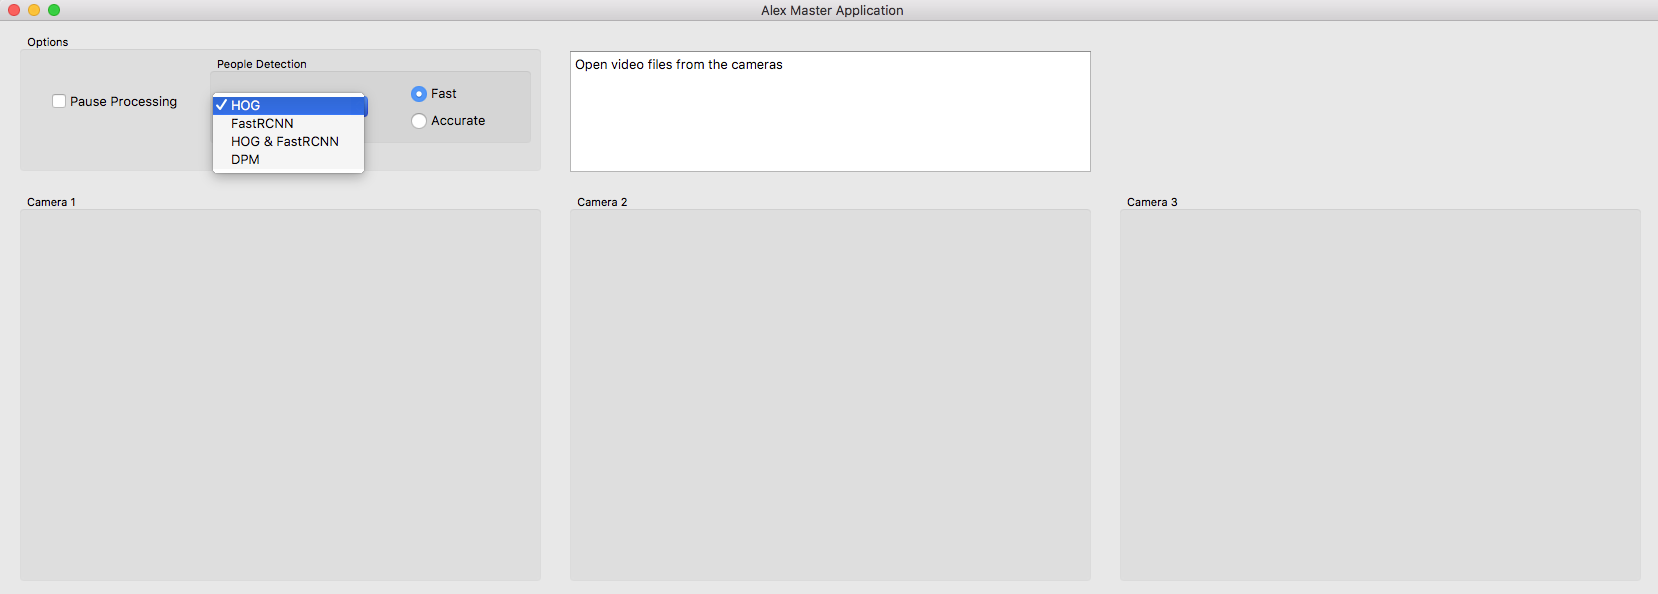 Alex Master Application
Options
People Detection
Pause Processing
HOG
FastRCNN
HOG & FastRCNN
DPM
Fast
Accurate
Open video files from the cameras
Camera 1
Camera 2
Camera 3